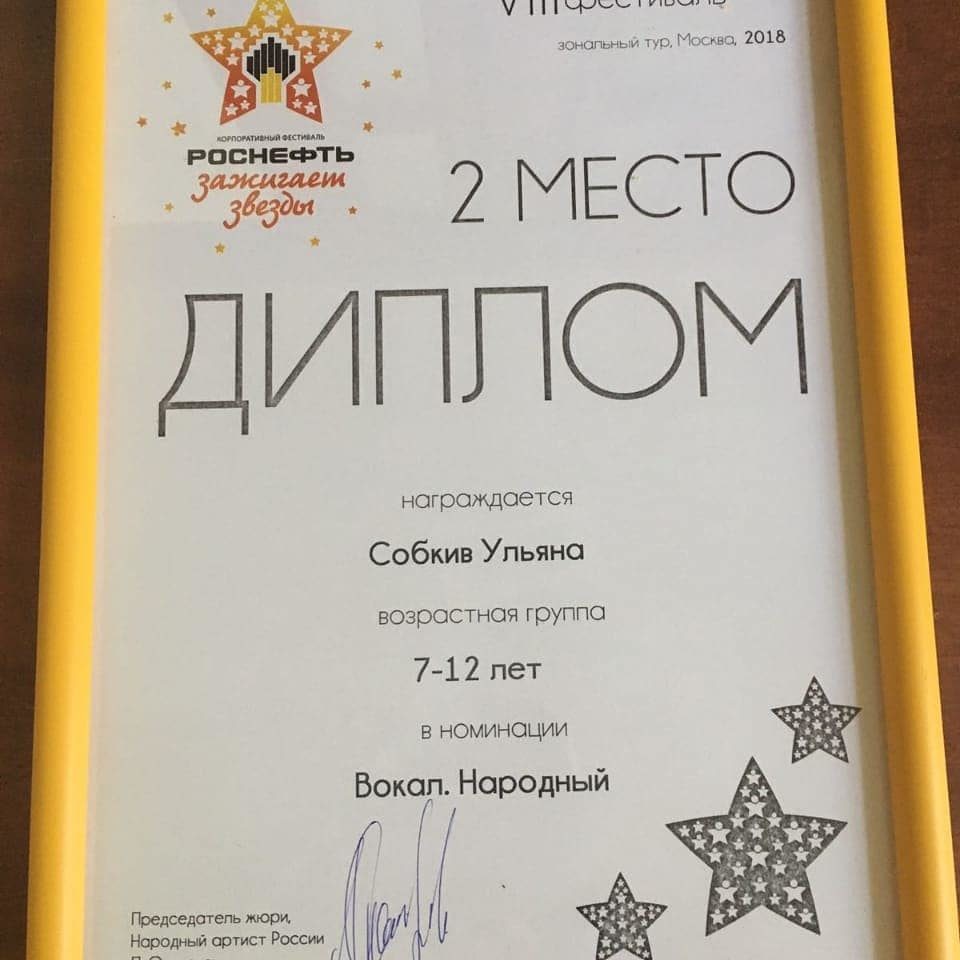 VIII фестиваль
зональный тур, Москва, 2018
КОРПОРАТИВНЫЙ ФЕСТИВАЛЬ
РОСНЕФТЬ
зажигает
звезды
2 МЕСТО
ДИПЛОМ
награждается
Собкив Ульяна
возрастная группа
7-12 лет
в номинации
Вокал. Народный
Председатель жюри,
Народный артист России